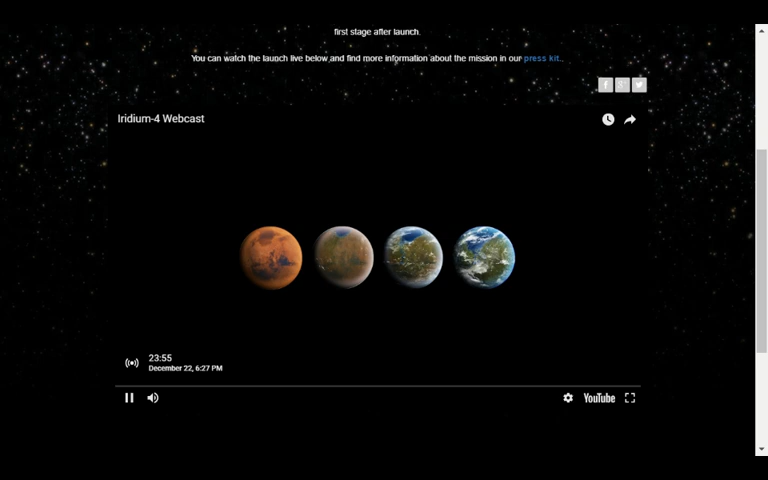 first stage after launch.
You can watch the launch live below and find more information about the mission in our press kit.
Iridium-4 Webcast
23:55
December 22, 6:27 PM
YouTube